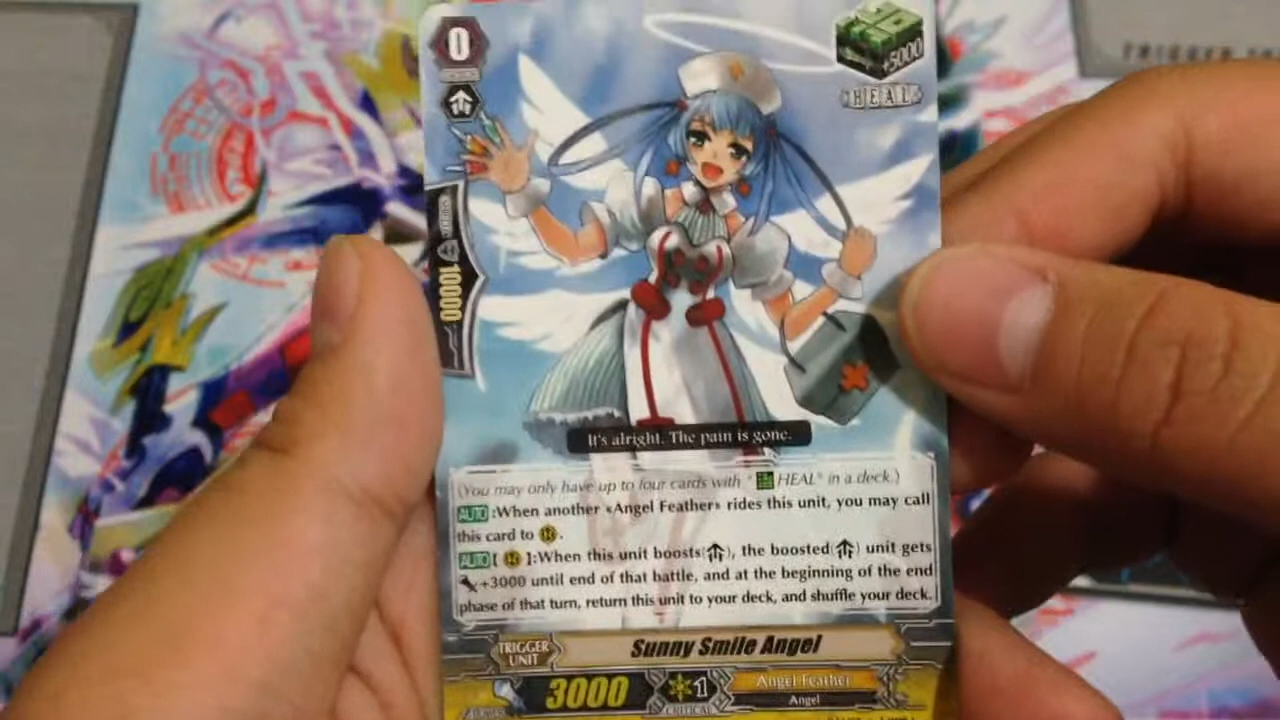 0
+5000
HEAL
10000
It's alright. The pain is gone.
(You may only have up to four cards with " HEAL" in a deck.)
AUTO:When another «Angel Feather» rides this unit, you may call
this card to .
AUTO[ ]:When this unit boosts( ), the boosted( ) unit gets
+3000 until end of that battle, and at the beginning of the end
phase of that turn, return this unit to your deck, and shuffle your deck.
TRIGGER UNIT
Sunny Smile Angel
POWER 3000
1
CRITICAL
Angel Feather
Angel
TRIGGER